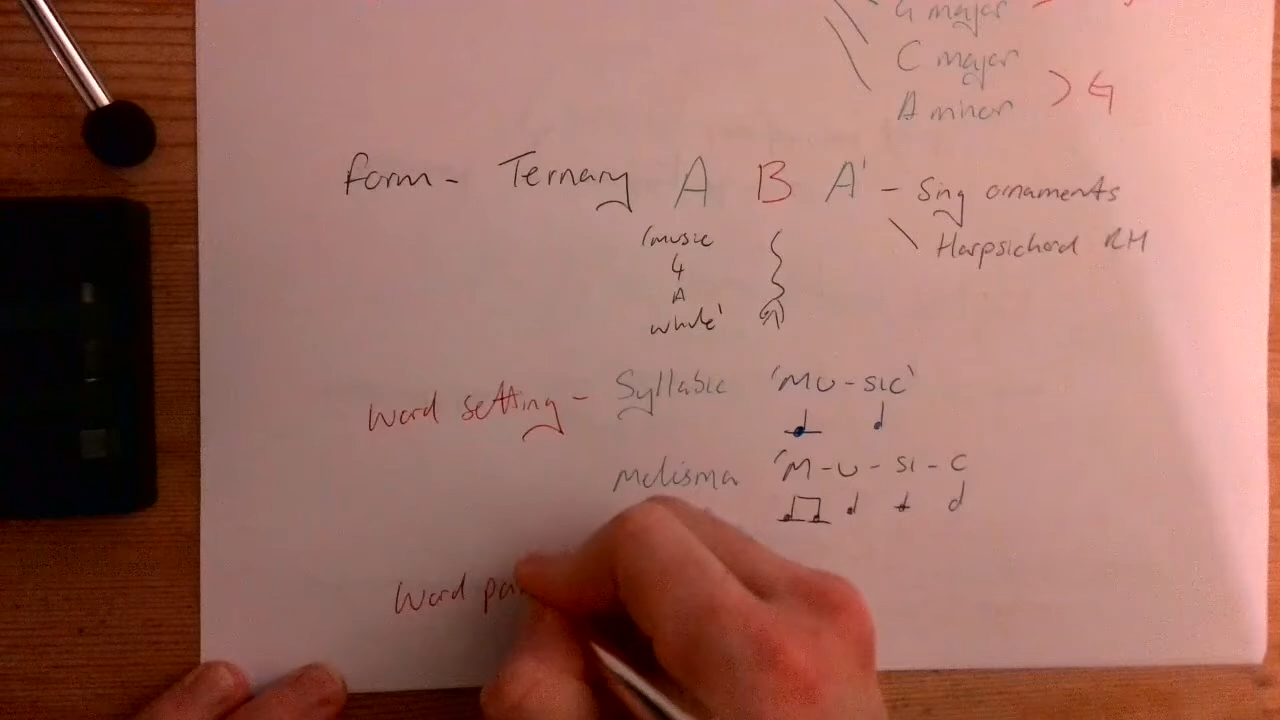 G major
C major
A minor > G
Form - Ternary A B A' - Sing ornaments
\ Harpsichord RH
'music
4
A
while'
Word setting - Syllabic 'MU - SIC'
Melisma 'M - U - SI - C
Word